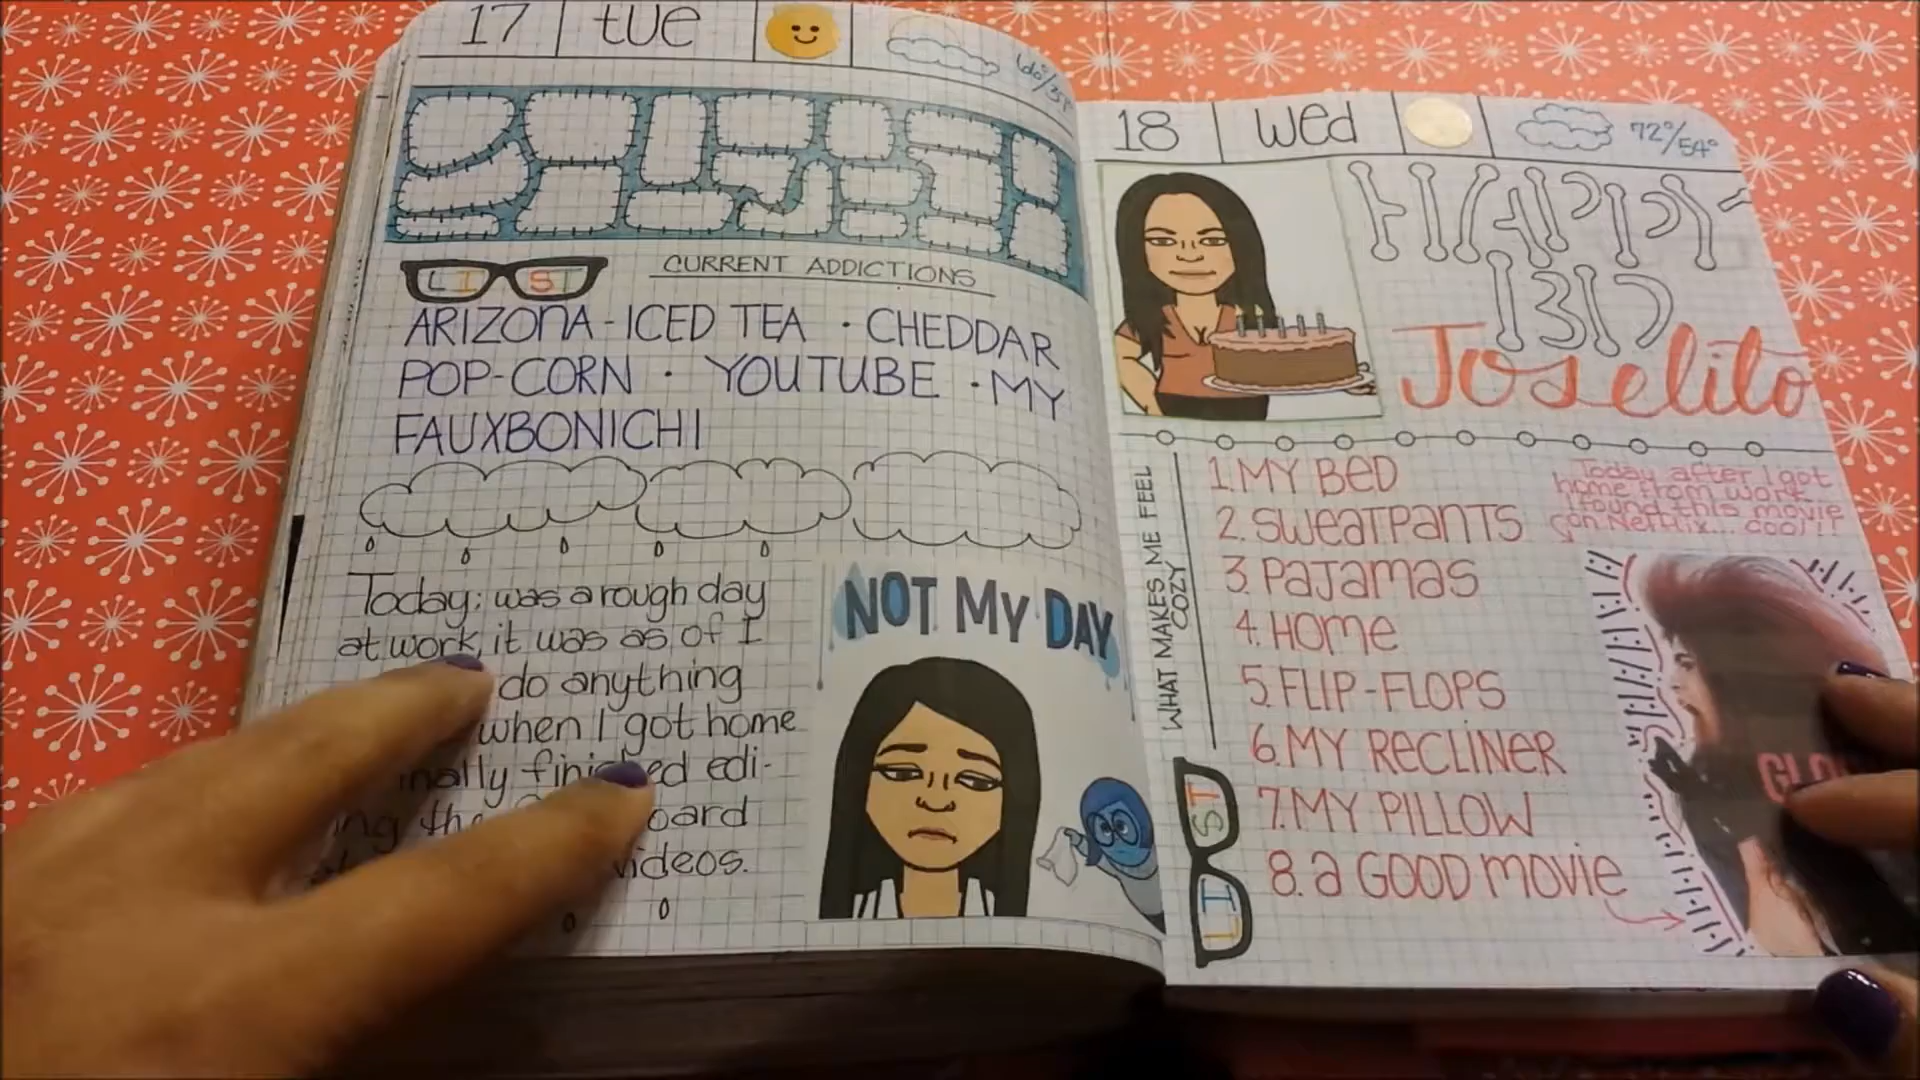 17 tue
LIST
CURRENT ADDICTIONS
ARIZONA - ICED TEA · CHEDDAR
POP-CORN · YOUTUBE · MY
FAUXBONICHI
Today: was a rough day
at work, it was as of I
do anything
when I got home
finished edi-
ing the
videos.
NOT MY DAY
18 wed 72°/54°
HAPPY
BD
Joselito
WHAT MAKES ME FEEL
COZY
LIST
1. MY BED
2. SWEATPANTS
3. PAJAMAS
4. HOME
5. FLIP-FLOPS
6. MY RECLINER
7. MY PILLOW
8. a GOOD movie
Today after I got
home from work
I found this movie
on Netflix... cool!!